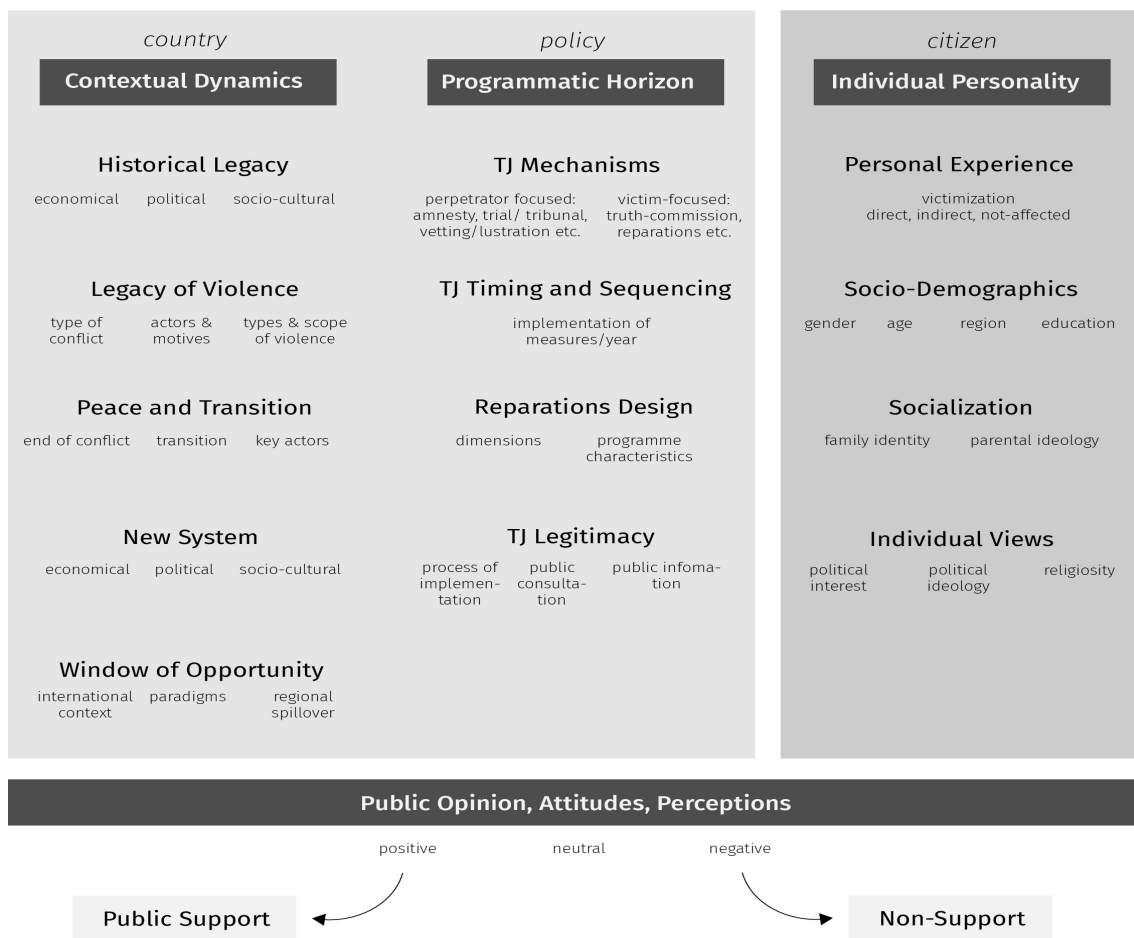 country
Contextual Dynamics
Historical Legacy
economical political socio-cultural
Legacy of Violence
type of actors & types & scope
conflict motives of violence
Peace and Transition
end of conflict transition key actors
New System
economical political socio-cultural
Window of Opportunity
international paradigms regional
context spillover
policy
Programmatic Horizon
TJ Mechanisms
perpetrator focused: victim-focused:
amnesty, trial/ tribunal, truth-commission,
vetting/lustration etc. reparations etc.
TJ Timing and Sequencing
implementation of
measures/year
Reparations Design
dimensions programme
characteristics
TJ Legitimacy
process of public public infoma-
implemen- consulta- tion
tation tion
citizen
Individual Personality
Personal Experience
victimization
direct, indirect, not-affected
Socio-Demographics
gender age region education
Socialization
family identity parental ideology
Individual Views
political political religiosity
interest ideology
Public Opinion, Attitudes, Perceptions
positive neutral negative
Public Support Non-Support